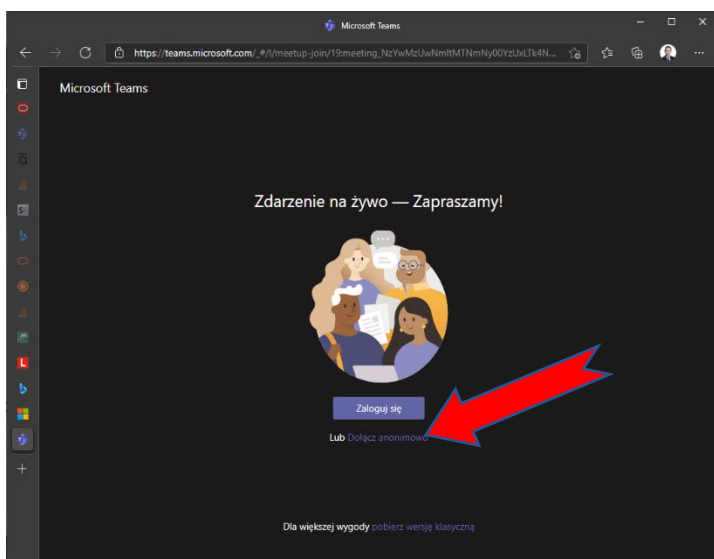 Microsoft Teams
https://teams.microsoft.com/_#/l/meetup-join/19:meeting_NzYwMzUwNmItMTNmNy00YzUxLTk4N...
Microsoft Teams
Zdarzenie na żywo — Zapraszamy!
Zaloguj się
Lub Dołącz anonimowo
Dla większej wygody pobierz wersję klasyczną